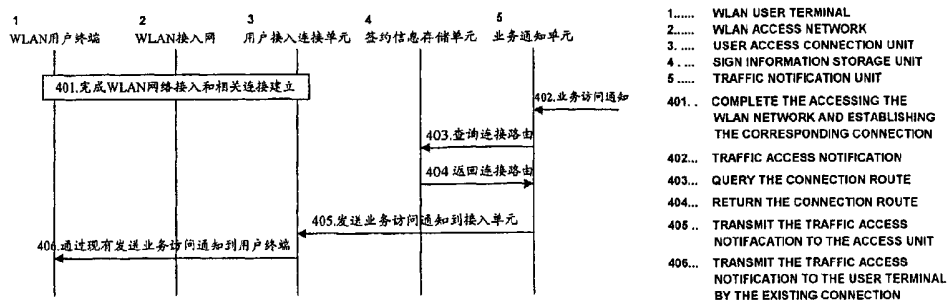 1 2 3 4 5
WLAN用户终端 WLAN接入网 用户接入连接单元 签约信息存储单元 业务通知单元
401.完成WLAN网络接入和相关连接建立
402.业务访问通知
403.查询连接路由
404 返回连接路由
405.发送业务访问通知到接入单元
406.通过现有发送业务访问通知到用户终端
1...... WLAN USER TERMINAL
2...... WLAN ACCESS NETWORK
3. .... USER ACCESS CONNECTION UNIT
4 . ... SIGN INFORMATION STORAGE UNIT
5 ..... TRAFFIC NOTIFICATION UNIT
401. . COMPLETE THE ACCESSING THE
WLAN NETWORK AND ESTABLISHING
THE CORRESPONDING CONNECTION
402... TRAFFIC ACCESS NOTIFICATION
403... QUERY THE CONNECTION ROUTE
404... RETURN THE CONNECTION ROUTE
405 .. TRANSMIT THE TRAFFIC ACCESS
NOTIFACATION TO THE ACCESS UNIT
406... TRANSMIT THE TRAFFIC ACCESS
NOTIFICATION TO THE USER TERMINAL
BY THE EXISTING CONNECTION